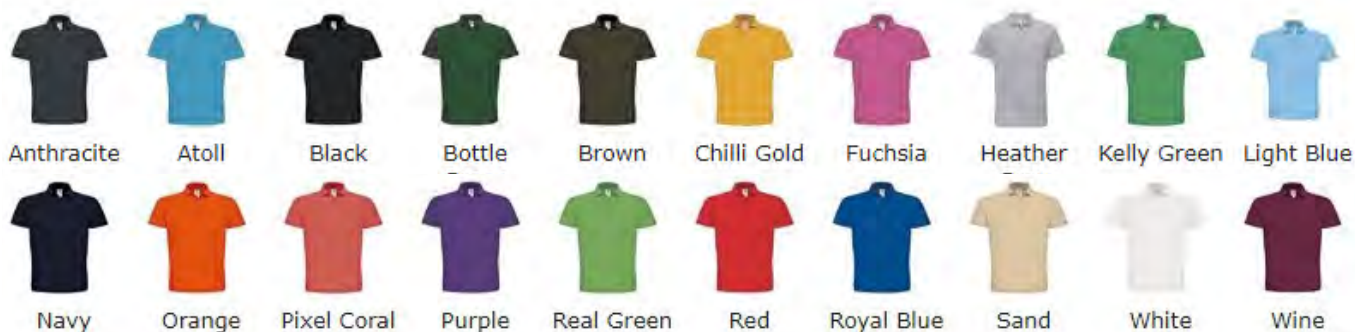 Anthracite Atoll Black Bottle Brown Chilli Gold Fuchsia Heather Kelly Green Light Blue
Navy Orange Pixel Coral Purple Real Green Red Royal Blue Sand White Wine